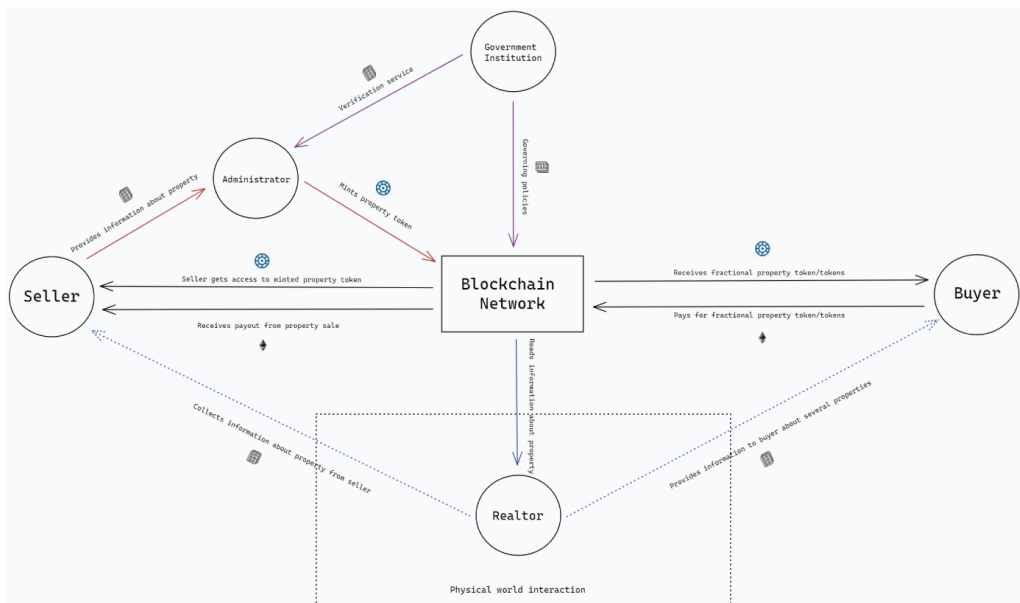 Government
Institution
Verification service
Governing policies
Administrator
Provides information about property
Mints property token
Seller gets access to minted property token
Receives fractional property token/tokens
Seller
Blockchain
Network
Buyer
Receives payout from property sale
Pays for fractional property token/tokens
Reads information about property
Collects information about property from seller
Provides information to buyer about several properties
Realtor
Physical world interaction